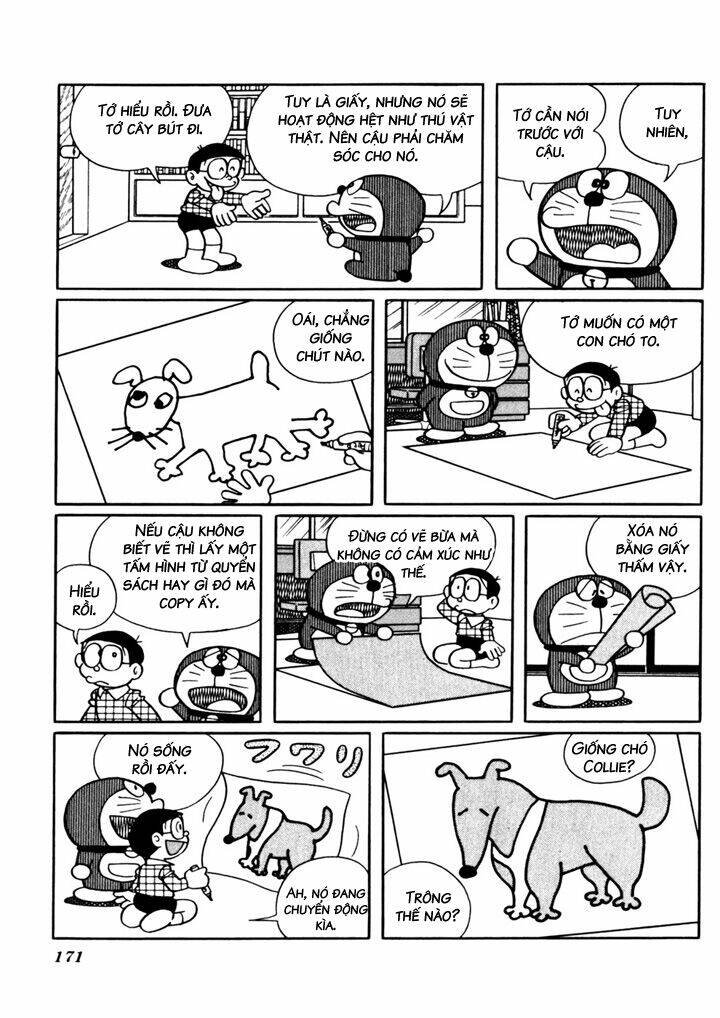 TUY
NHIÊN,
TỚ CẦN NÓI
TRƯỚC VỚI
CẬU.
TUY LÀ GIẤY, NHƯNG NÓ SẼ
HOẠT ĐỘNG HỆT NHƯ THÚ VẬT
THẬT. NÊN CẬU PHẢI CHĂM
SÓC CHO NÓ.
TỚ HIỂU RỒI. ĐƯA
TỚ CÂY BÚT ĐI.
TỚ MUỐN CÓ MỘT
CON CHÓ TO.
OÁI, CHẲNG
GIỐNG
CHÚT NÀO.
XÓA NÓ
BẰNG GIẤY
THẤM VẬY.
ĐỪNG CÓ VẼ BỪA MÀ
KHÔNG CÓ CẢM XÚC NHƯ
THẾ.
NẾU CẬU KHÔNG
BIẾT VẼ THÌ LẤY MỘT
TẤM HÌNH TỪ QUYỂN
SÁCH HAY GÌ ĐÓ MÀ
COPY ẤY.
HIỂU
RỒI.
GIỐNG CHÓ
COLLIE?
TRÔNG
THẾ NÀO?
フワリ
NÓ SỐNG
RỒI ĐẤY.
AH, NÓ ĐANG
CHUYỂN ĐỘNG
KÌA.
171